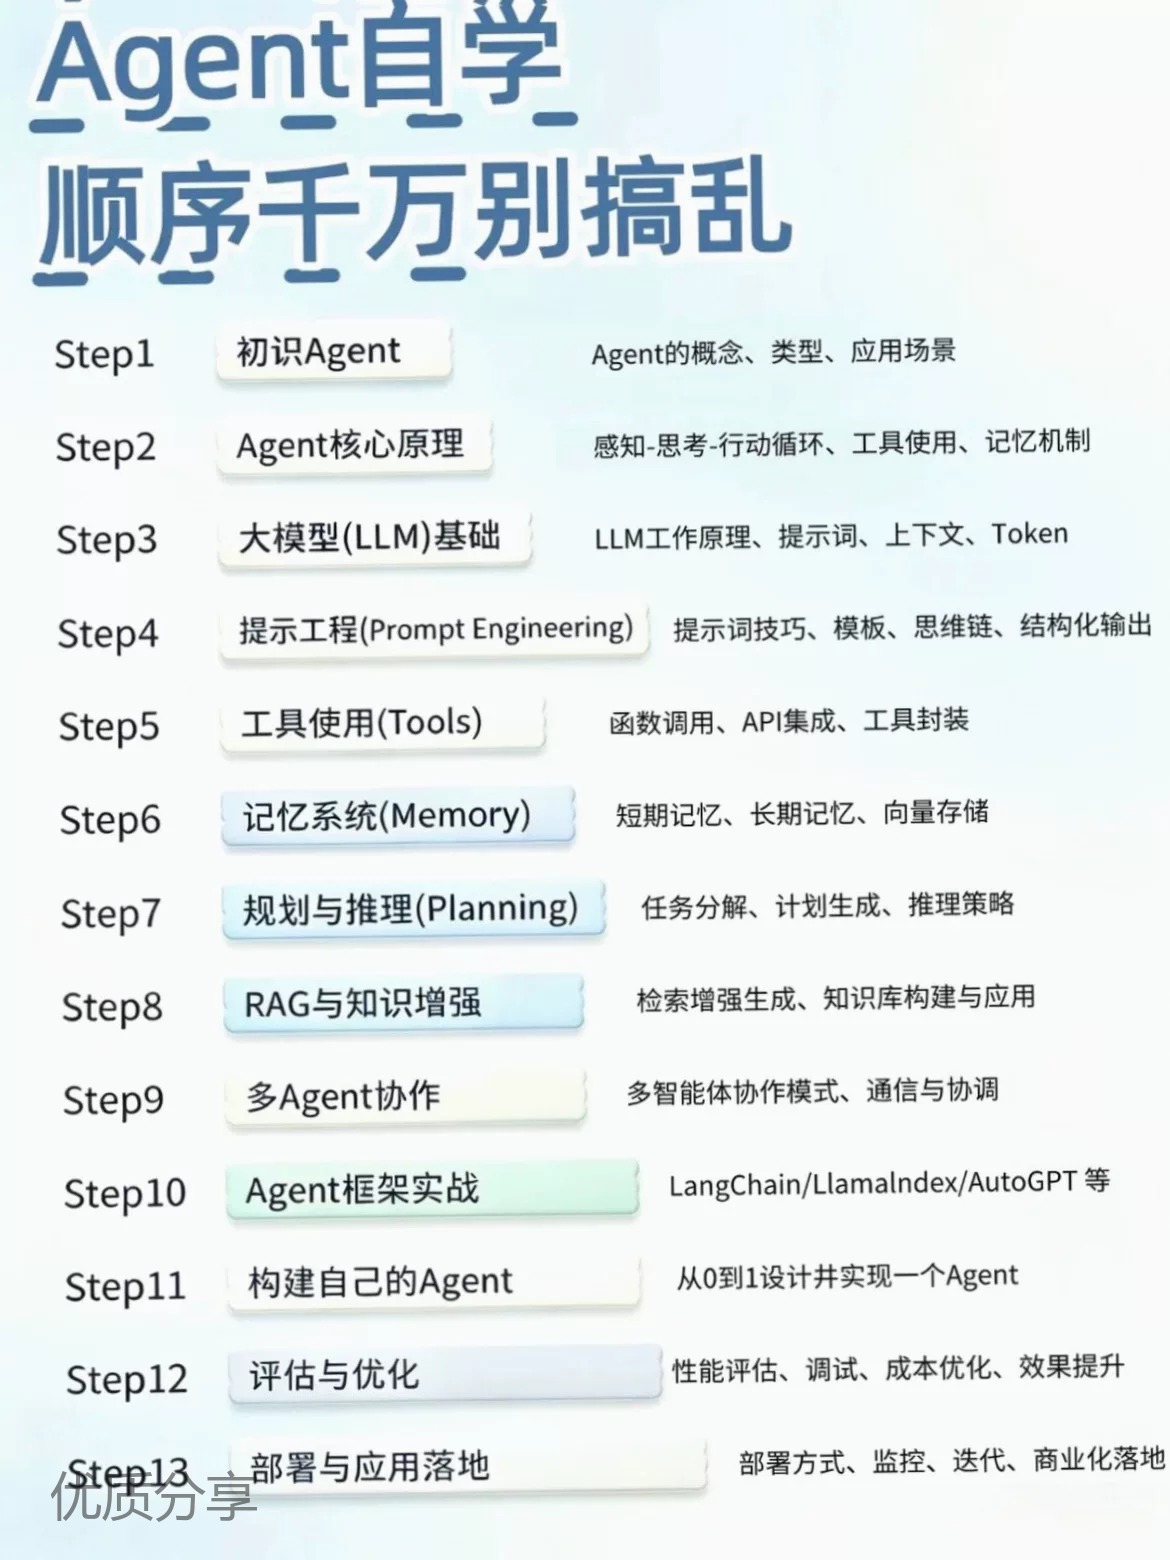 Agent自学
顺序千万别搞乱
Step1 初识Agent Agent的概念、类型、应用场景
Step2 Agent核心原理 感知-思考-行动循环、工具使用、记忆机制
Step3 大模型(LLM)基础 LLM工作原理、提示词、上下文、Token
Step4 提示工程(Prompt Engineering) 提示词技巧、模板、思维链、结构化输出
Step5 工具使用(Tools) 函数调用、API集成、工具封装
Step6 记忆系统(Memory) 短期记忆、长期记忆、向量存储
Step7 规划与推理(Planning) 任务分解、计划生成、推理策略
Step8 RAG与知识增强 检索增强生成、知识库构建与应用
Step9 多Agent协作 多智能体协作模式、通信与协调
Step10 Agent框架实战 LangChain/LlamaIndex/AutoGPT 等
Step11 构建自己的Agent 从0到1设计井实现一个Agent
Step12 评估与优化 性能评估、调试、成本优化、效果提升
Step13 部署与应用落地 部署方式、监控、迭代、商业化落地
优质分享